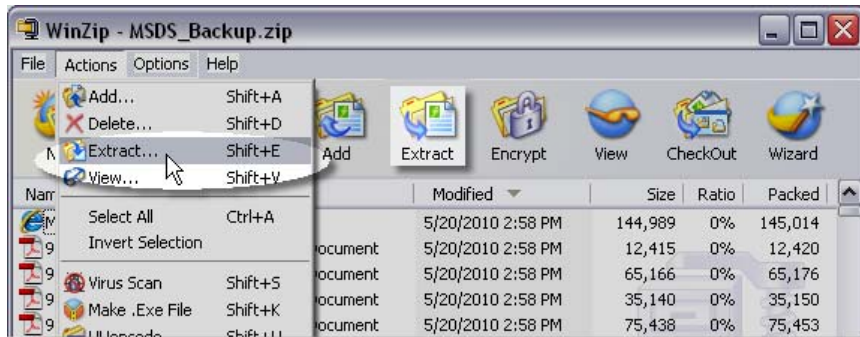 WinZip - MSDS_Backup.zip
File Actions Options Help
Add... Shift+A
Delete... Shift+D
Extract... Shift+E
View... Shift+V
Select All Ctrl+A
Invert Selection
Virus Scan Shift+S
Make .Exe File Shift+K
UUencode Shift+U
Add Extract Encrypt View CheckOut Wizard
Modified Size Ratio Packed
5/20/2010 2:58 PM 144,989 0% 145,014
ocument 5/20/2010 2:58 PM 12,415 0% 12,420
5/20/2010 2:58 PM 65,166 0% 65,176
ocument 5/20/2010 2:58 PM 35,140 0% 35,150
ocument 5/20/2010 2:58 PM 75,438 0% 75,453